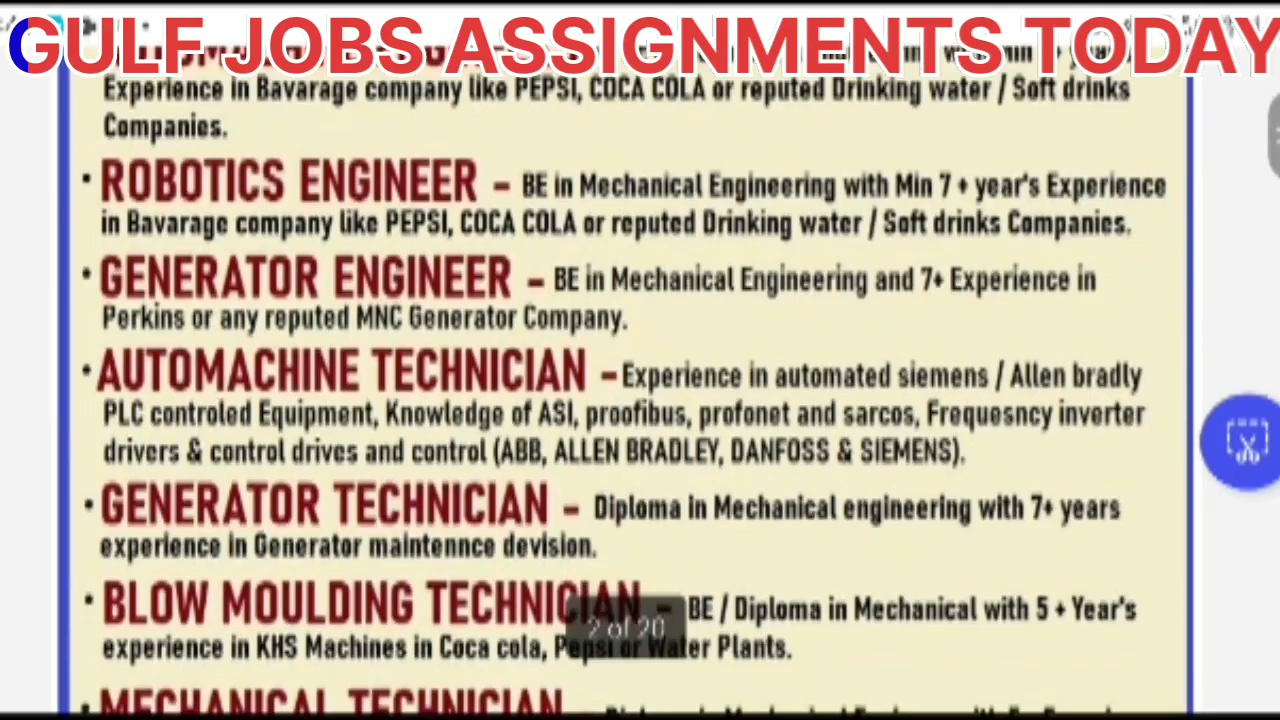 GULF JOBS ASSIGNMENTS TODAY
Experience in Bavarage company like PEPSI, COCA COLA or reputed Drinking water / Soft drinks
Companies.
• ROBOTICS ENGINEER – BE in Mechanical Engineering with Min 7 + year's Experience
in Bavarage company like PEPSI, COCA COLA or reputed Drinking water / Soft drinks Companies.
• GENERATOR ENGINEER – BE in Mechanical Engineering and 7+ Experience in
Perkins or any reputed MNC Generator Company.
• AUTOMACHINE TECHNICIAN – Experience in automated siemens / Allen bradly
PLC controled Equipment, Knowledge of ASI, proofibus, profonet and sarcos, Frequesncy inverter
drivers & control drives and control (ABB, ALLEN BRADLEY, DANFOSS & SIEMENS).
• GENERATOR TECHNICIAN – Diploma in Mechanical engineering with 7+ years
experience in Generator maintennce devision.
• BLOW MOULDING TECHNICIAN – BE / Diploma in Mechanical with 5 + Year's
2 of 20
experience in KHS Machines in Coca cola, Pepsi or Water Plants.
• MECHANICAL TECHNICIAN